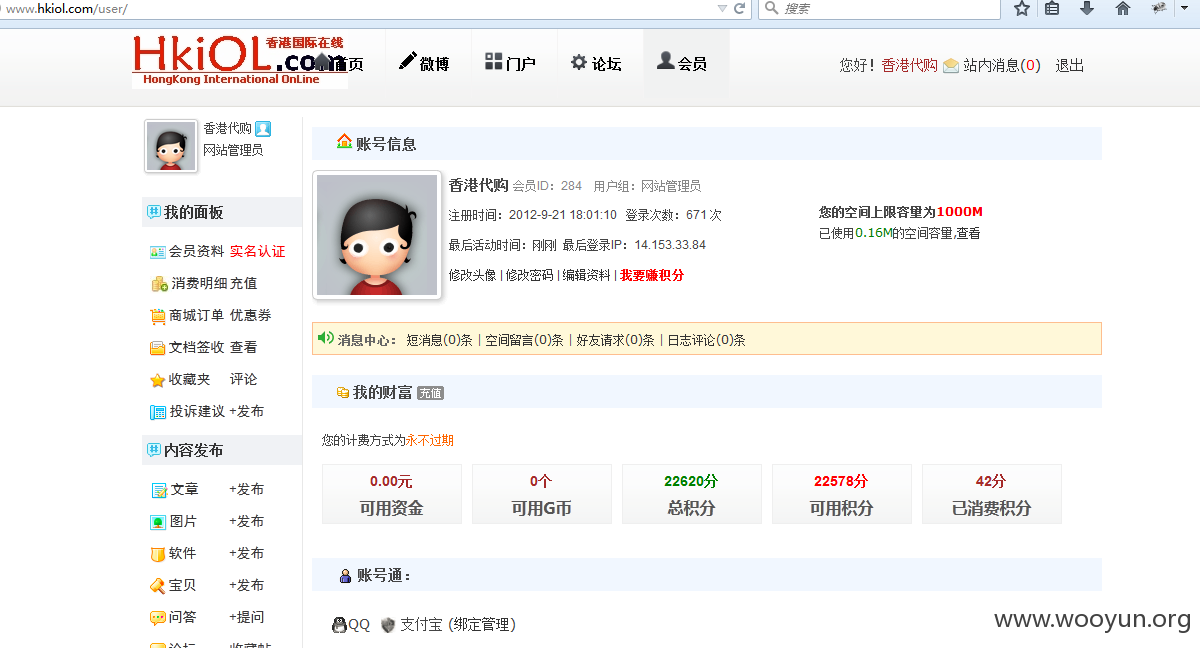 www.hkiol.com/user/
搜索
HkiOL.com 香港国际在线
HongKong International OnLine
首页 微博 门户 论坛 会员
您好！香港代购 站内消息(0) 退出
香港代购
网站管理员
我的面板
会员资料 实名认证
消费明细 充值
商城订单 优惠券
文档签收 查看
收藏夹 评论
投诉建议 +发布
内容发布
文章 +发布
图片 +发布
软件 +发布
宝贝 +发布
问答 +提问
论坛 收藏帖
账号信息
香港代购 会员ID：284 用户组：网站管理员
注册时间：2012-9-21 18:01:10 登录次数：671 次
最后活动时间：刚刚 最后登录IP：14.153.33.84
修改头像 | 修改密码 | 编辑资料 | 我要赚积分
您的空间上限容量为1000M
已使用0.16M的空间容量,查看
消息中心： 短消息(0)条 | 空间留言(0)条 | 好友请求(0)条 | 日志评论(0)条
我的财富 充值
您的计费方式为永不过期
0.00元 0个 22620分 22578分 42分
可用资金 可用G币 总积分 可用积分 已消费积分
账号通：
QQ 支付宝 (绑定管理)
www.wooyun.org